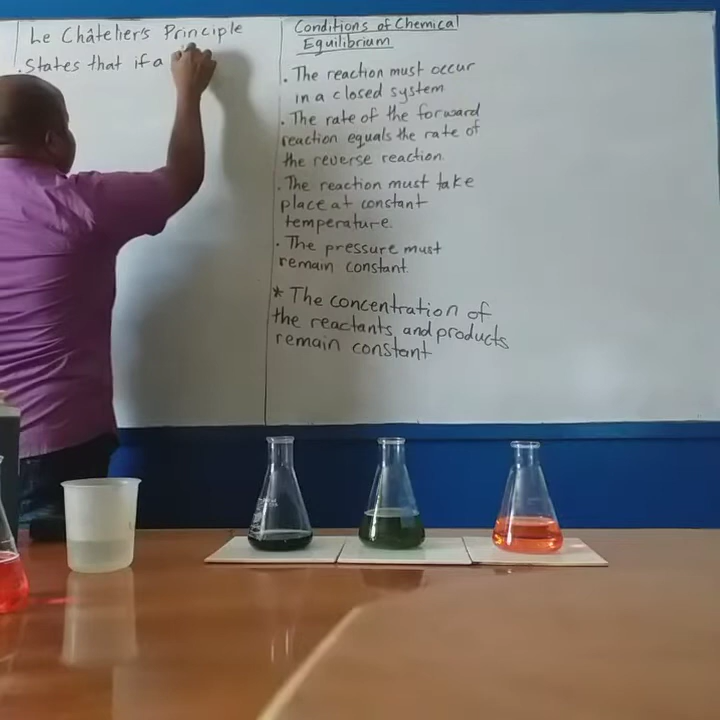 Le Châtelier's Principle
. States that if a
Conditions of Chemical
Equilibrium
. The reaction must occur
in a closed system
. The rate of the forward
reaction equals the rate of
the reverse reaction.
. The reaction must take
place at constant
temperature.
. The pressure must
remain constant.
* The concentration of
the reactants and products
remain constant